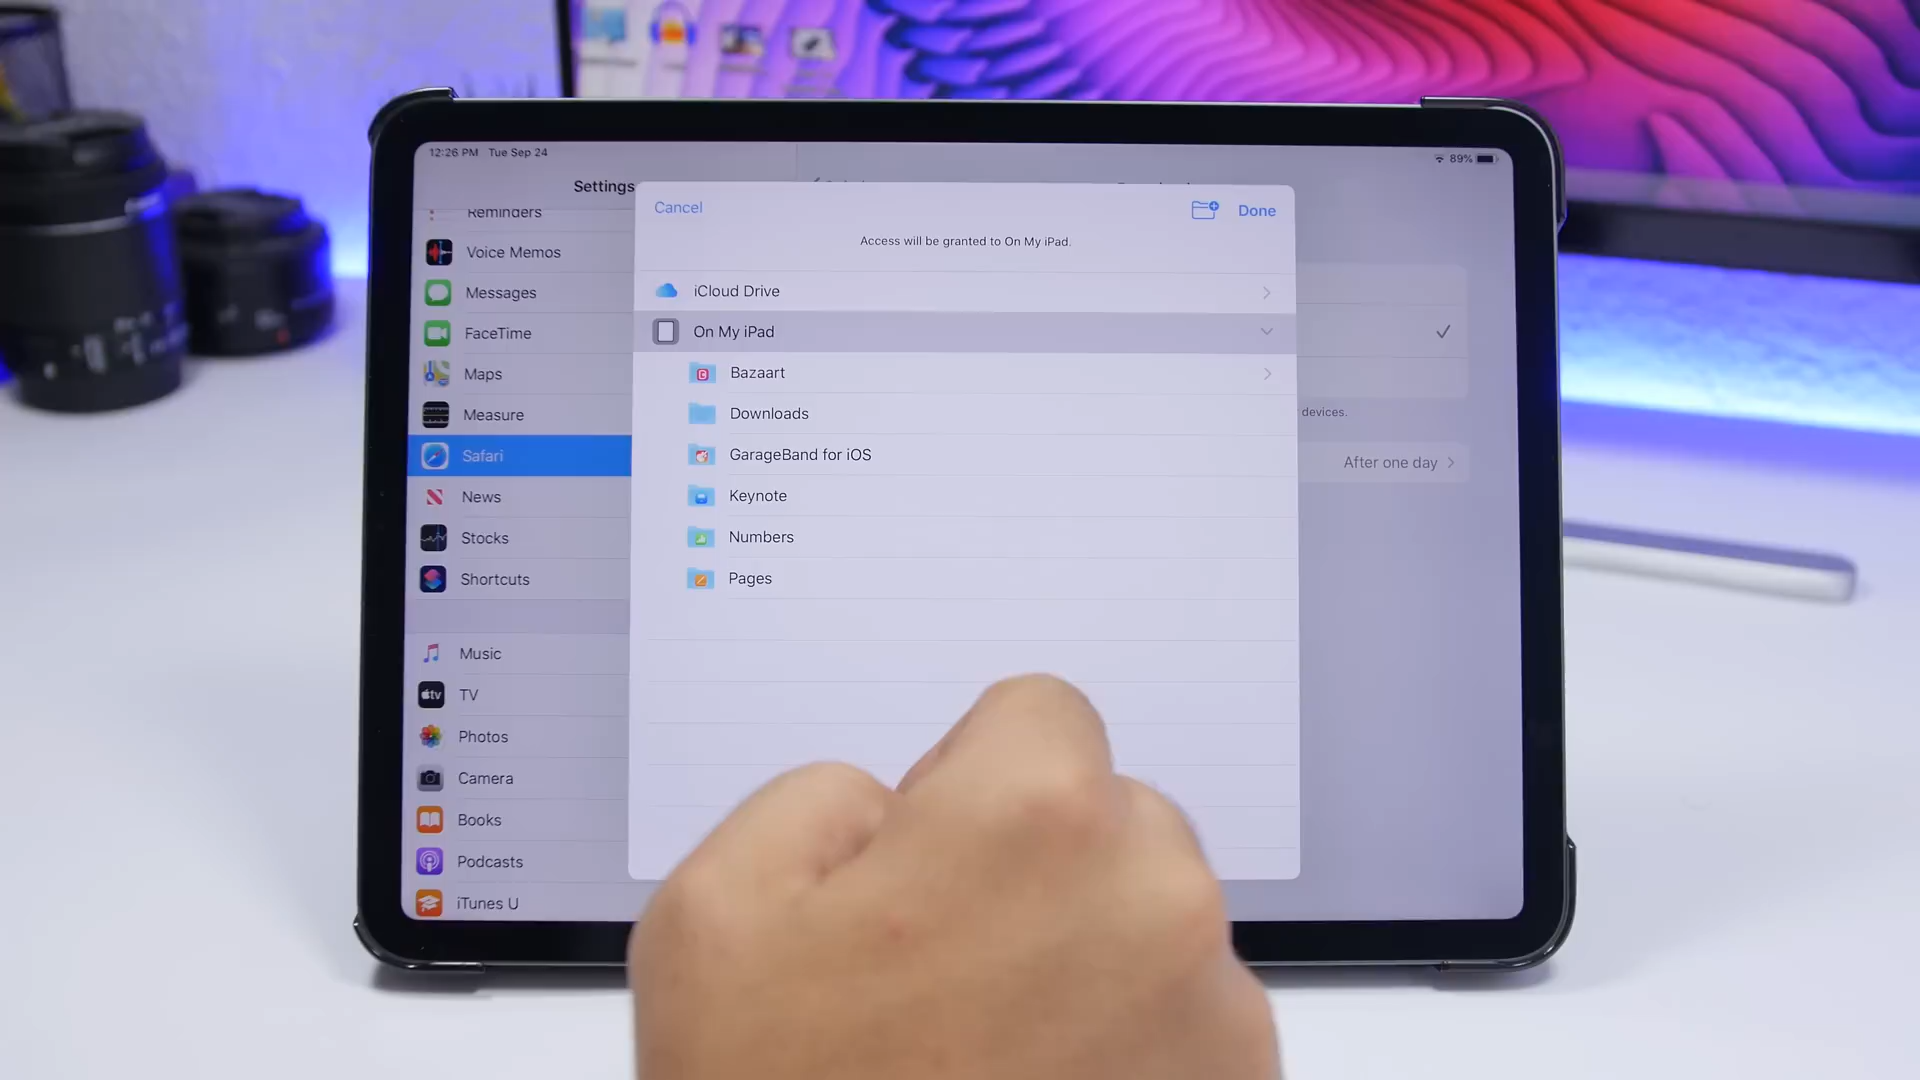 12:26 PM Tue Sep 24
89%
Settings
Reminders
Voice Memos
Messages
FaceTime
Maps
Measure
Safari
News
Stocks
Shortcuts
Music
TV
Photos
Camera
Books
Podcasts
iTunes U
Cancel
Done
Access will be granted to On My iPad.
iCloud Drive
On My iPad
Bazaart
Downloads
GarageBand for iOS
Keynote
Numbers
Pages
devices.
After one day
tv